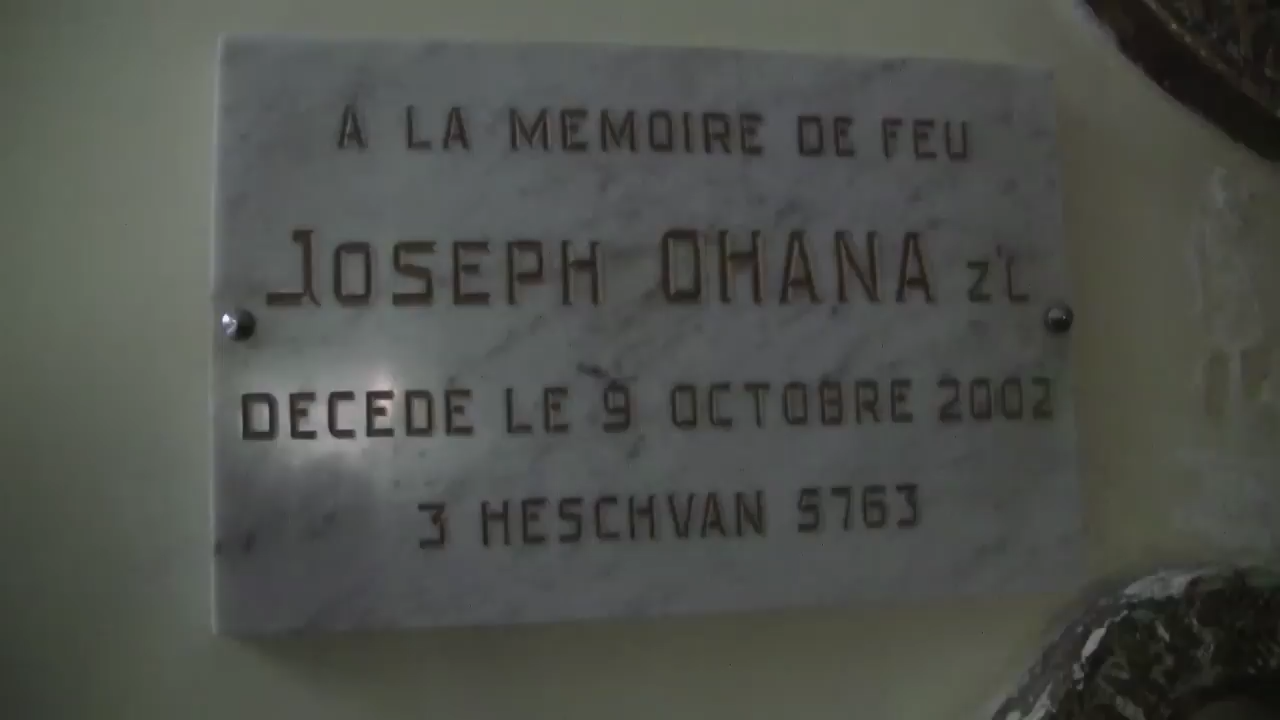 A LA MEMOIRE DE FEU
JOSEPH OHANA Z'L
DECEDE LE 9 OCTOBRE 2002
3 HESCHVAN 5763